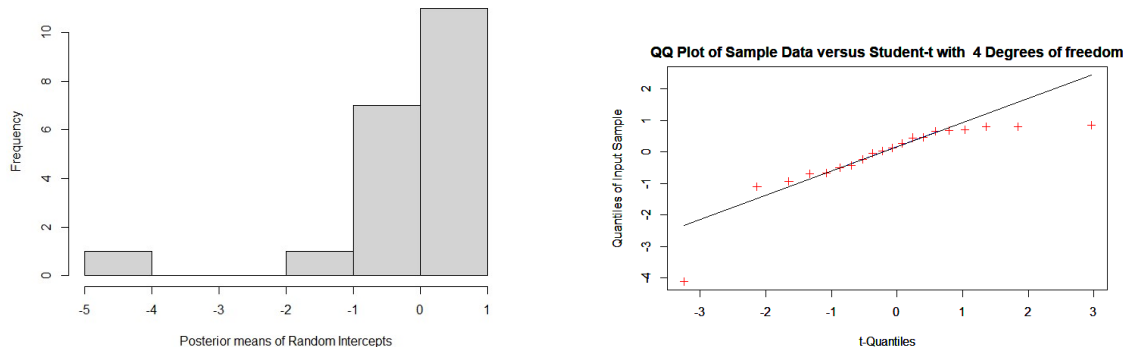 10
8
6
4
2
0
Frequency
-5 -4 -3 -2 -1 0 1
Posterior means of Random Intercepts
QQ Plot of Sample Data versus Student-t with 4 Degrees of freedom
2
1
0
-1
-2
-3
-4
Quantiles of Input Sample
-3 -2 -1 0 1 2 3
t-Quantiles